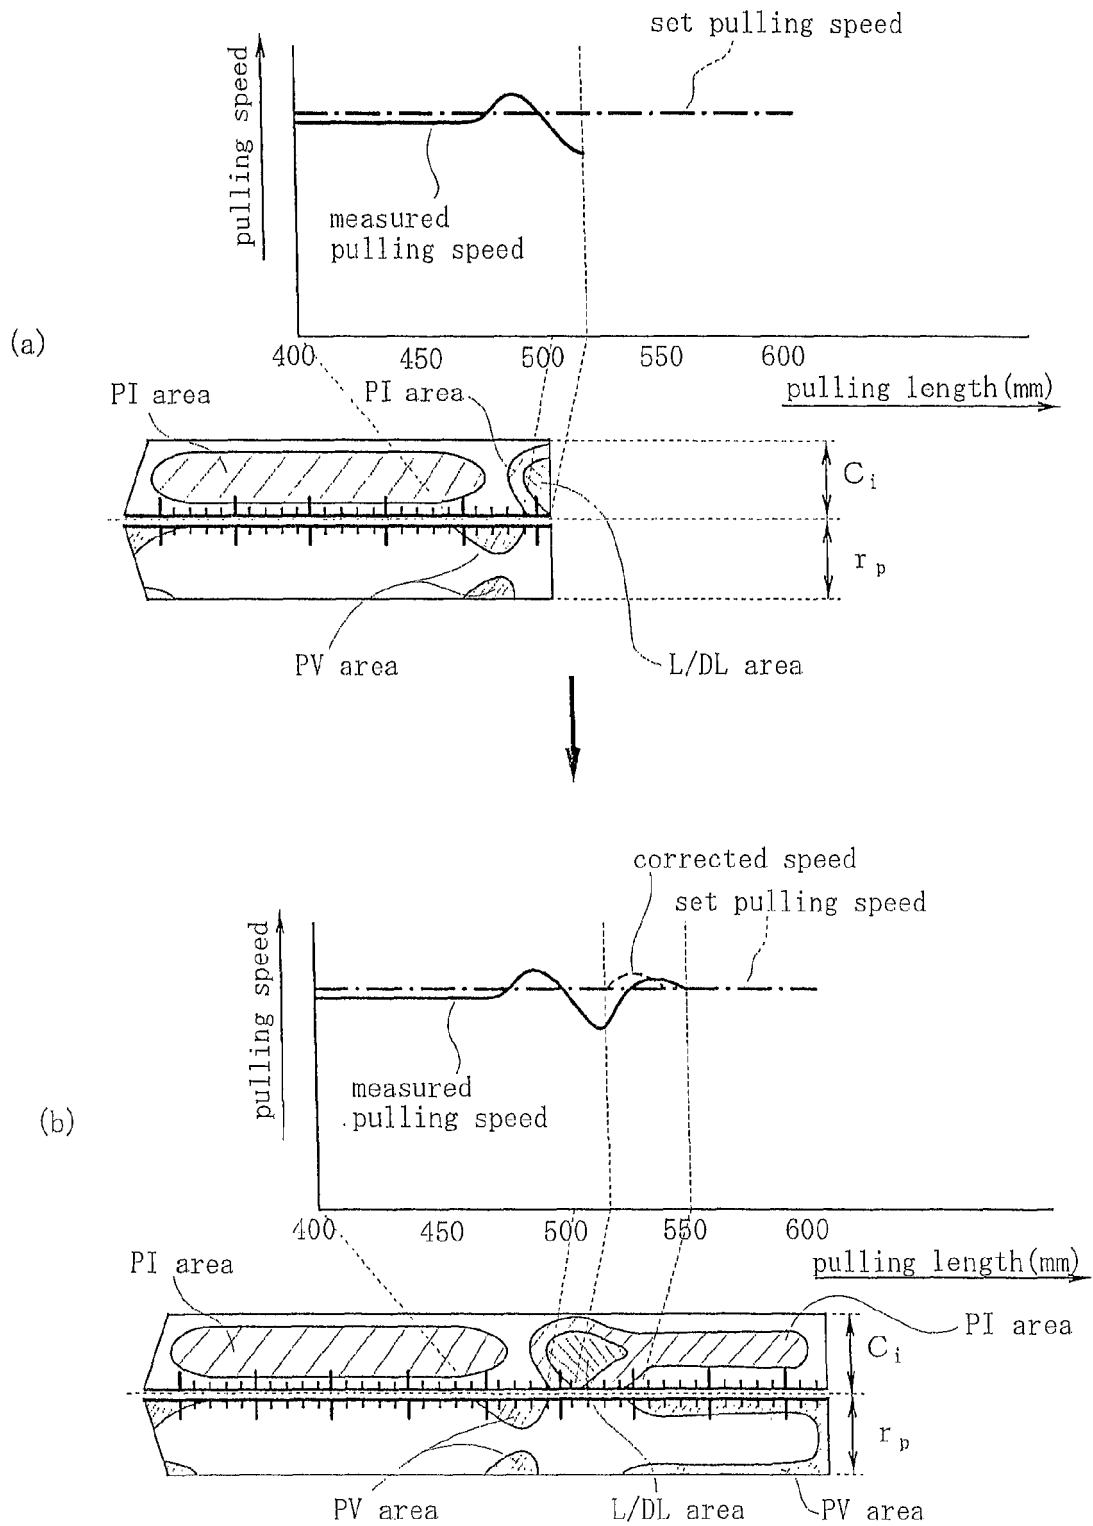 set pulling speed
pulling speed
measured
pulling speed
(a)
400 450 500 550 600
pulling length(mm)
PI area PI area
Ci
rp
PV area L/DL area
corrected speed
set pulling speed
pulling speed
measured
pulling speed
(b)
400 450 500 550 600
pulling length(mm)
PI area
PI area
Ci
rp
PV area L/DL area PV area